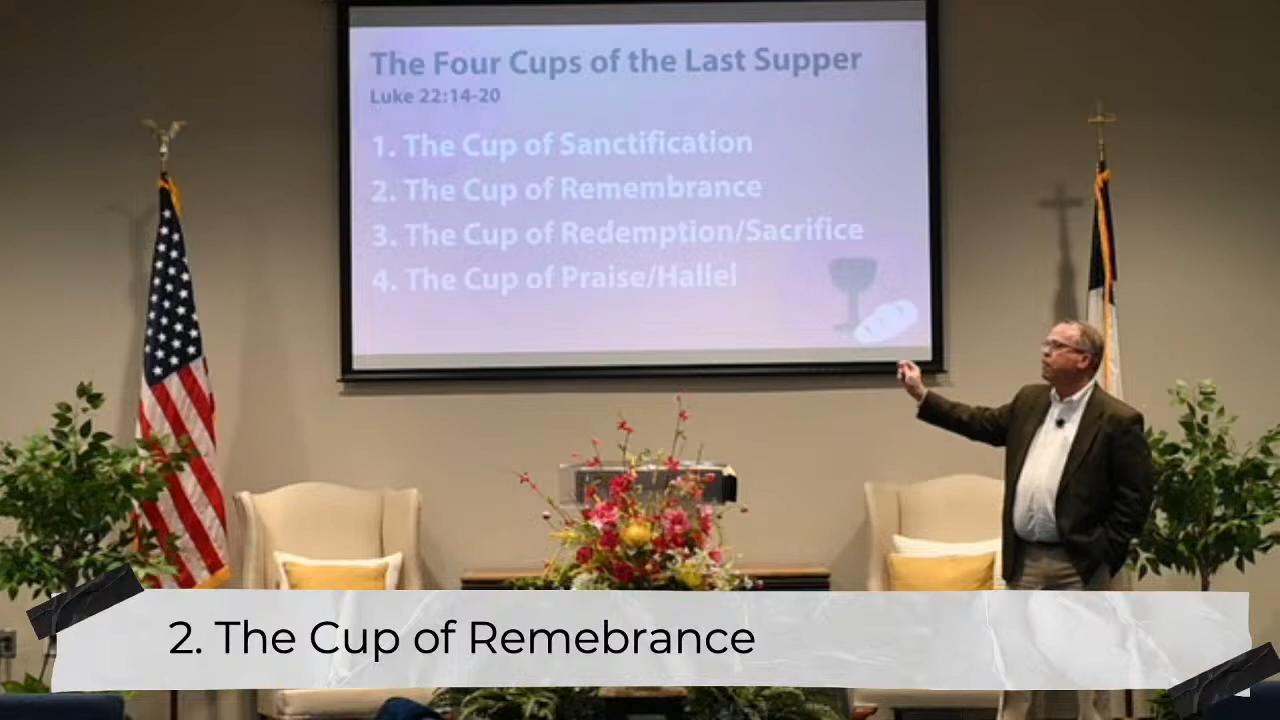 The Four Cups of the Last Supper
Luke 22:14-20
1. The Cup of Sanctification
2. The Cup of Remembrance
3. The Cup of Redemption/Sacrifice
4. The Cup of Praise/Hallel
2. The Cup of Remebrance